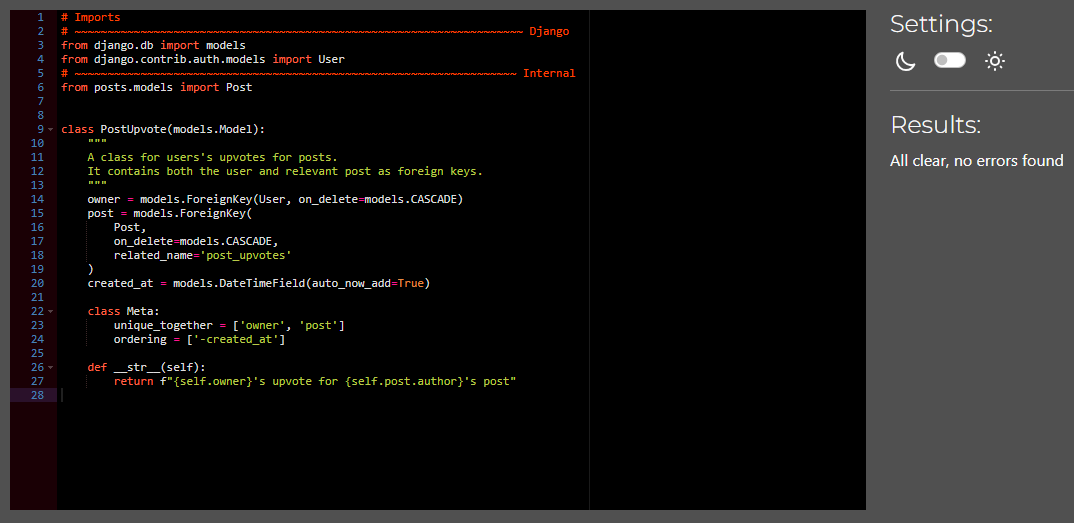 1 # Imports
2 # ~~~~~~~~~~~~~~~~~~~~~~~~~~~~~~~~~~~~~~~~~~~~~~~~~~~~~~~~~~~~~~~~~~~~ Django
3 from django.db import models
4 from django.contrib.auth.models import User
5 # ~~~~~~~~~~~~~~~~~~~~~~~~~~~~~~~~~~~~~~~~~~~~~~~~~~~~~~~~~~~~~~~~~~~ Internal
6 from posts.models import Post
7
8
9 class PostUpvote(models.Model):
10     """
11     A class for users's upvotes for posts.
12     It contains both the user and relevant post as foreign keys.
13     """
14     owner = models.ForeignKey(User, on_delete=models.CASCADE)
15     post = models.ForeignKey(
16         Post,
17         on_delete=models.CASCADE,
18         related_name='post_upvotes'
19     )
20     created_at = models.DateTimeField(auto_now_add=True)
21
22     class Meta:
23         unique_together = ['owner', 'post']
24         ordering = ['-created_at']
25
26     def __str__(self):
27         return f"{self.owner}'s upvote for {self.post.author}'s post"
28
Settings:
Results:
All clear, no errors found